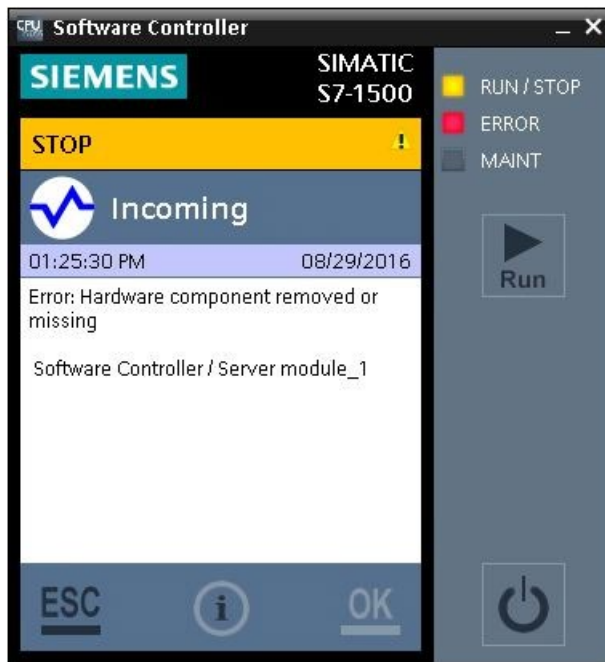 CPU Software Controller
SIEMENS
SIMATIC
S7-1500
STOP
Incoming
01:25:30 PM 08/29/2016
Error: Hardware component removed or
missing
Software Controller / Server module_1
ESC i OK
RUN / STOP
ERROR
MAINT
Run